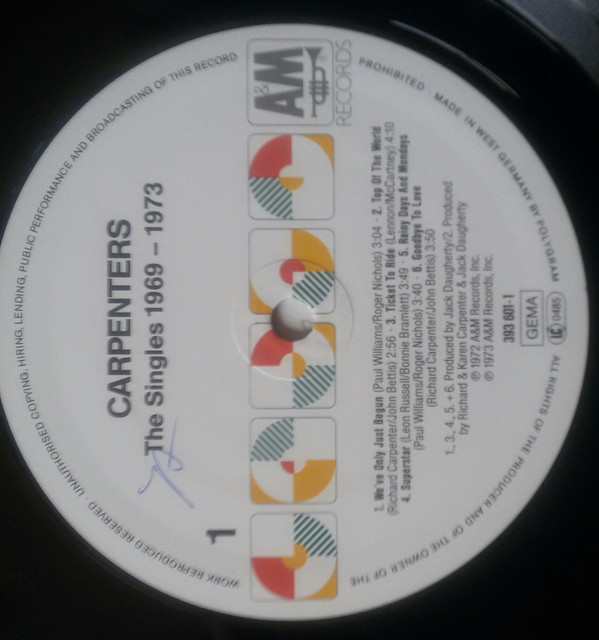 CARPENTERS
The Singles 1969 – 1973
1
A&M
RECORDS
1. We've Only Just Begun (Paul Williams/Roger Nichols) 3:04 · 2. Top Of The World
(Richard Carpenter/John Bettis) 2:56 · 3. Ticket To Ride (Lennon/McCartney) 4:10
4. Superstar (Leon Russell/Bonnie Bramlett) 3:49 · 5. Rainy Days And Mondays
(Paul Williams/Roger Nichols) 3:40 · 6. Goodbye To Love
(Richard Carpenter/John Bettis) 3:50
1., 3., 4., 5. + 6. Produced by Jack Daugherty/2. Produced
by Richard & Karen Carpenter & Jack Daugherty
℗ 1972 A&M Records, Inc.
℗ 1973 A&M Records, Inc.
393 601-1
GEMA
LC 0485
WORK REPRODUCED RESERVED · UNAUTHORISED COPYING, HIRING, LENDING, PUBLIC PERFORMANCE AND BROADCASTING OF THIS RECORD
PROHIBITED · MADE IN WEST GERMANY BY POLYGRAM
ALL RIGHTS OF THE PRODUCER AND OF THE OWNER OF THE